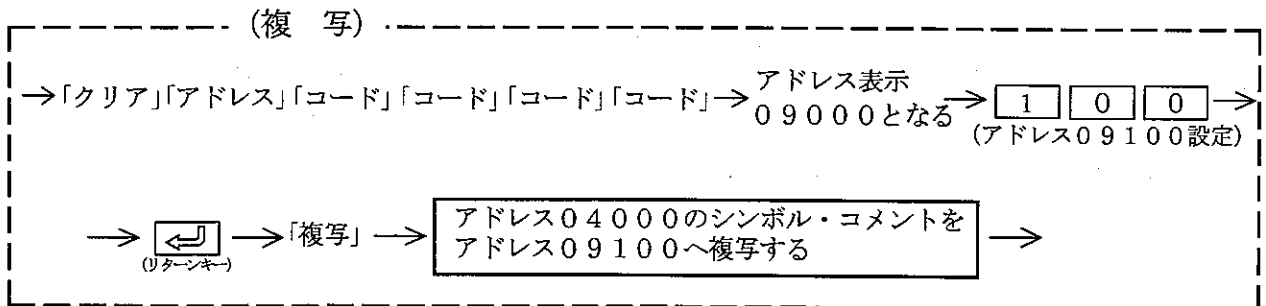 (複 写)
→「クリア」「アドレス」「コード」「コード」「コード」「コード」→アドレス表示
09000となる→1 0 0→
(アドレス09100設定)
→ → 「複写」→ アドレス04000のシンボル・コメントを
(リターンキー)
アドレス09100へ複写する →